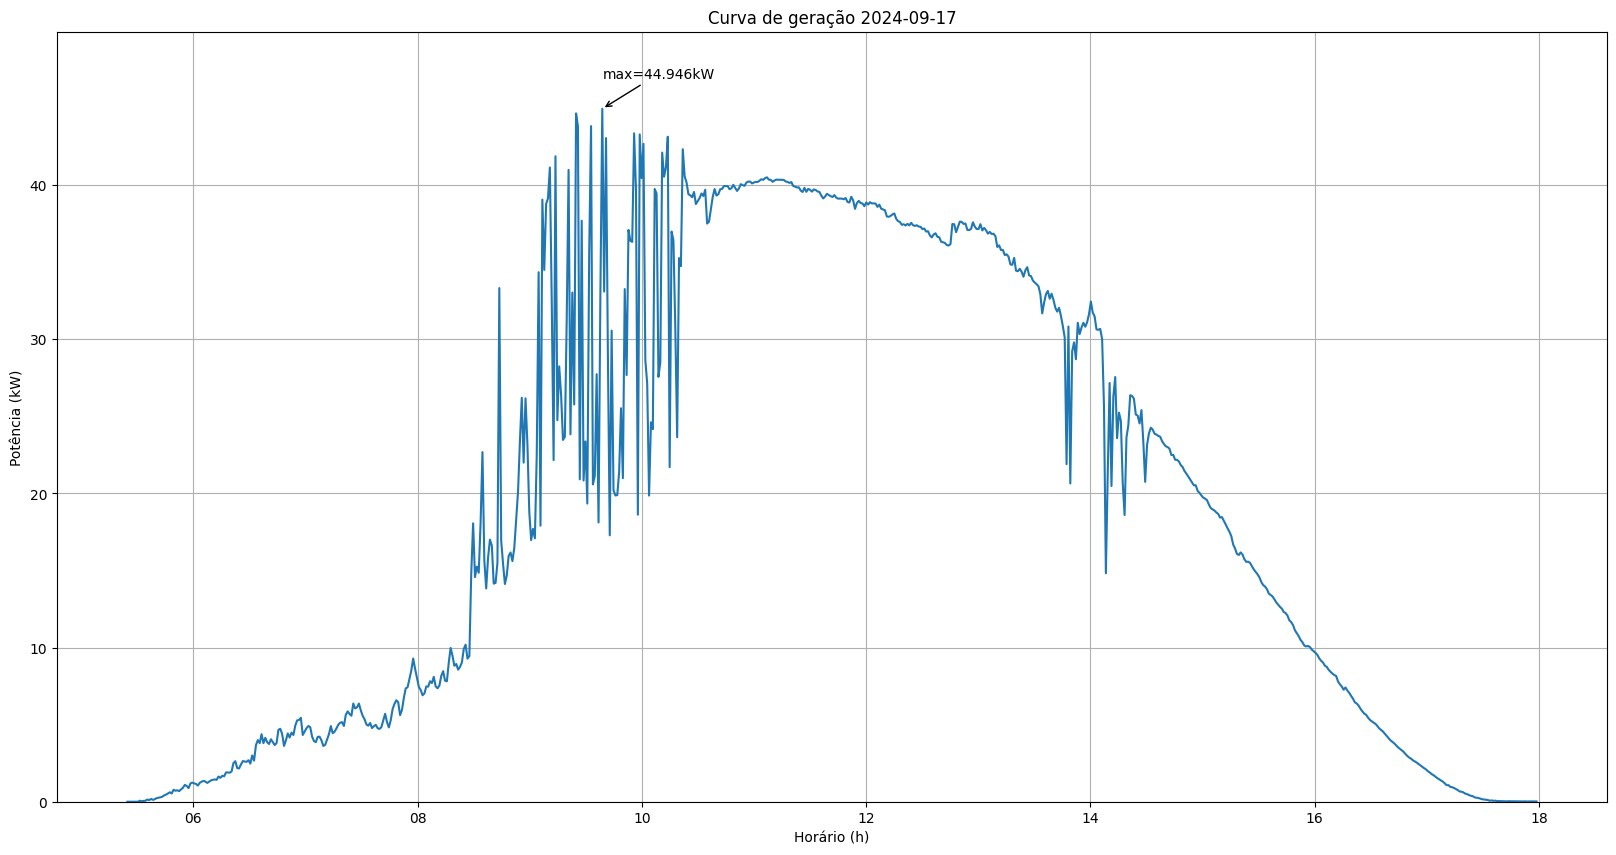 Curva de geração 2024-09-17
max=44.946kW
Potência (kW)
40
30
20
10
0
06 08 10 12 14 16 18
Horário (h)